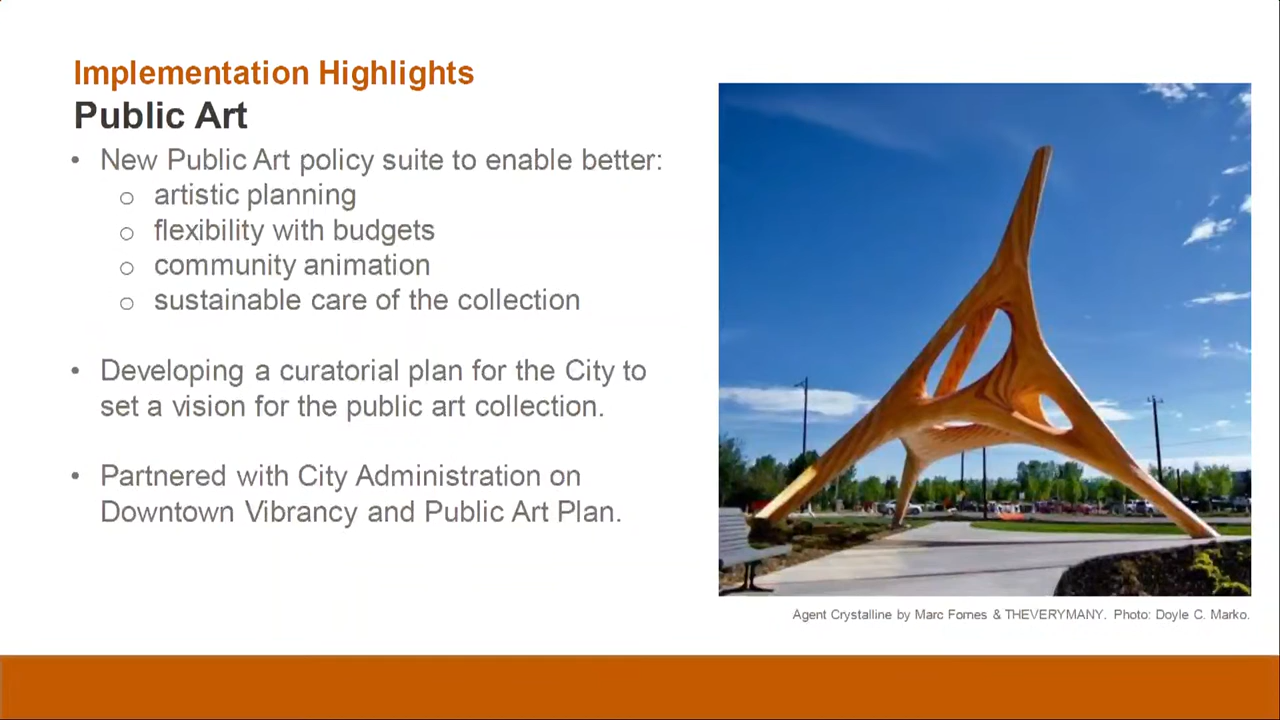 Implementation Highlights
Public Art
• New Public Art policy suite to enable better:
o artistic planning
o flexibility with budgets
o community animation
o sustainable care of the collection
• Developing a curatorial plan for the City to
set a vision for the public art collection.
• Partnered with City Administration on
Downtown Vibrancy and Public Art Plan.
Agent Crystalline by Marc Fornes & THEVERYMANY. Photo: Doyle C. Marko.